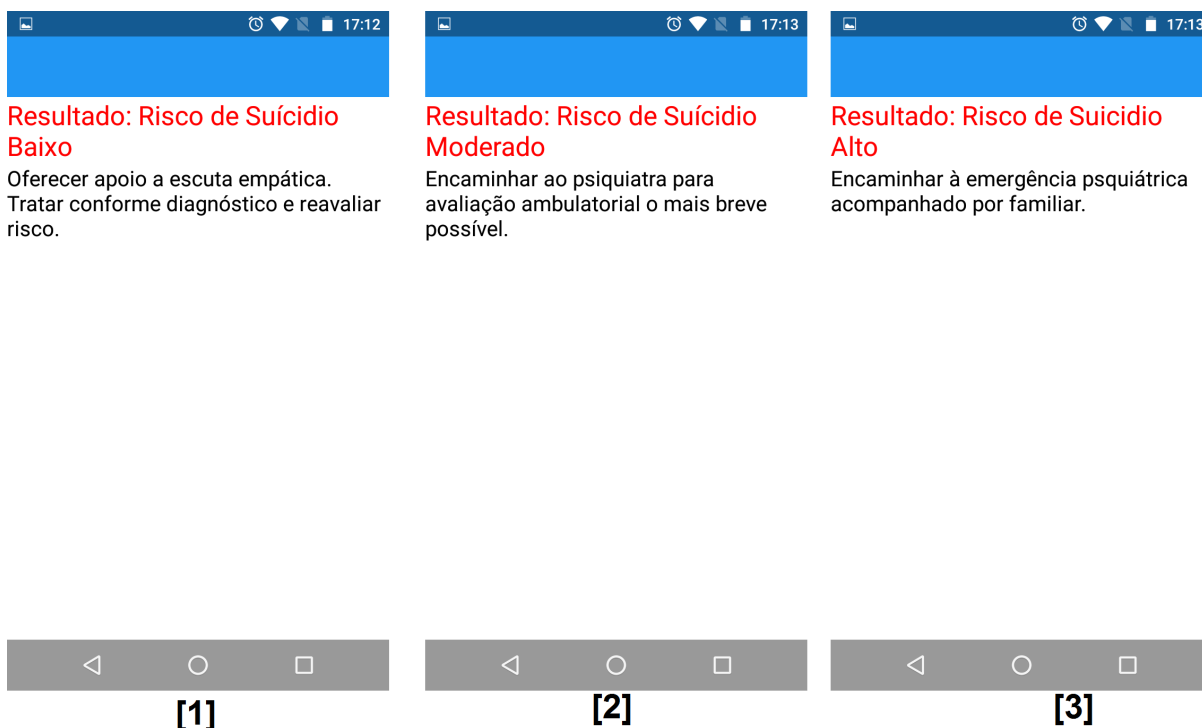 17:12
Resultado: Risco de Suícidio
Baixo
Oferecer apoio a escuta empática.
Tratar conforme diagnóstico e reavaliar
risco.
[1]
17:13
Resultado: Risco de Suícidio
Moderado
Encaminhar ao psiquiatra para
avaliação ambulatorial o mais breve
possível.
[2]
17:13
Resultado: Risco de Suicidio
Alto
Encaminhar à emergência psquiátrica
acompanhado por familiar.
[3]